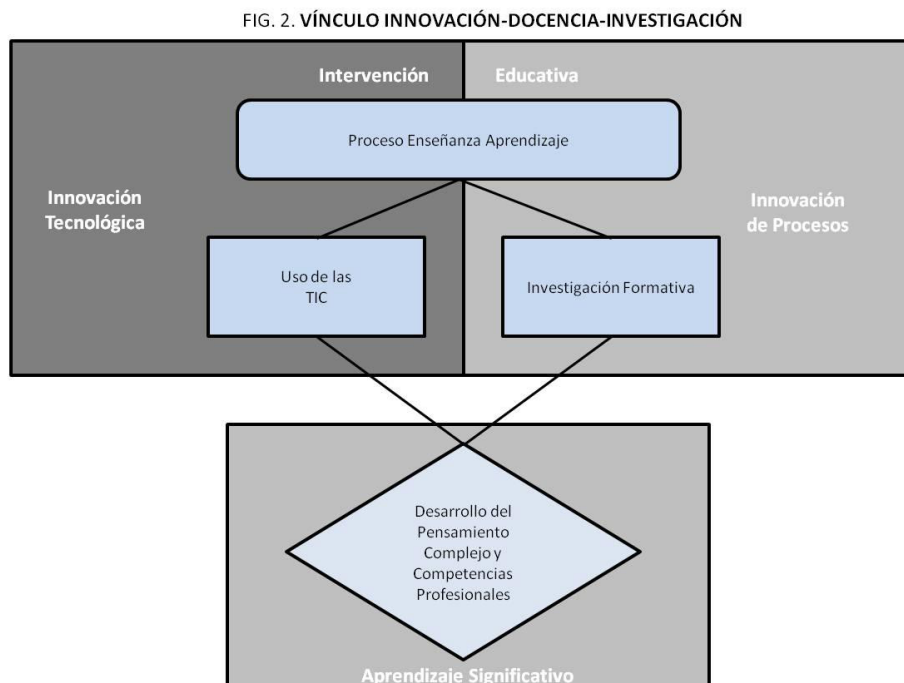 FIG. 2. VÍNCULO INNOVACIÓN-DOCENCIA-INVESTIGACIÓN
Intervención Educativa
Proceso Enseñanza Aprendizaje
Innovación
Tecnológica
Innovación
de Procesos
Uso de las
TIC
Investigación Formativa
Desarrollo del
Pensamiento
Complejo y
Competencias
Profesionales
Aprendizaje Significativo